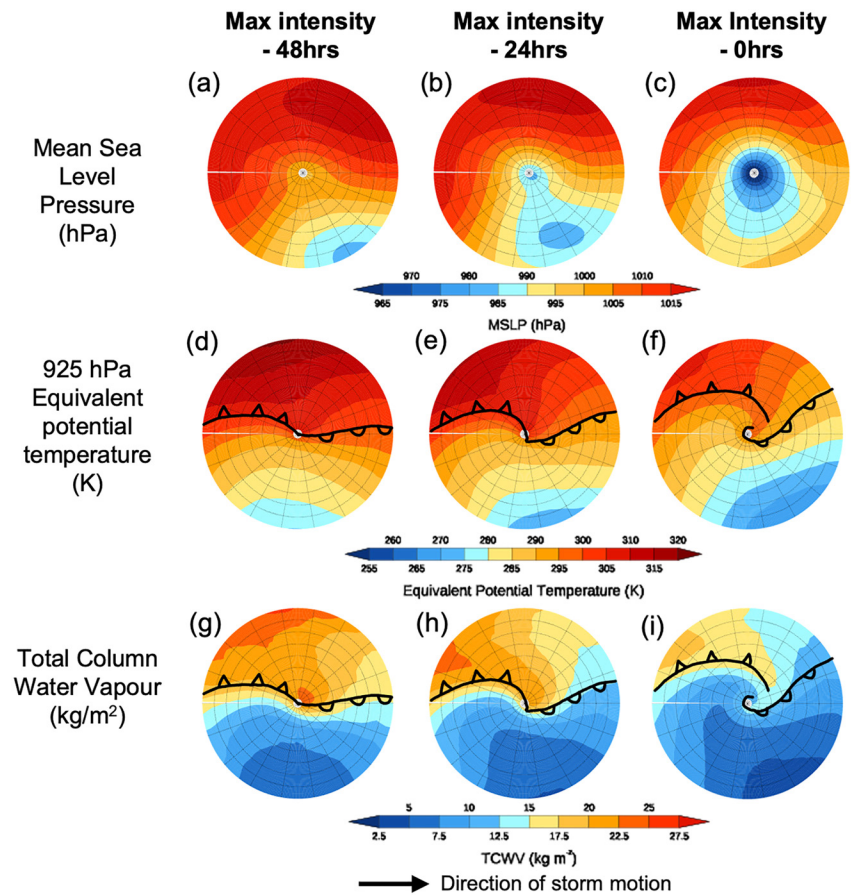 Max intensity
- 48hrs
Max intensity
- 24hrs
Max Intensity
- 0hrs
(a)
(b)
(c)
Mean Sea
Level
Pressure
(hPa)
970 980 990 1000 1010
965 975 985 995 1005 1015
MSLP (hPa)
(d)
(e)
(f)
925 hPa
Equivalent
potential
temperature
(K)
260 270 280 290 300 310 320
255 265 275 285 295 305 315
Equivalent Potential Temperature (K)
(g)
(h)
(i)
Total Column
Water Vapour
(kg/m²)
5 10 15 20 25
2.5 7.5 12.5 17.5 22.5 27.5
TCWV (kg m⁻²)
Direction of storm motion